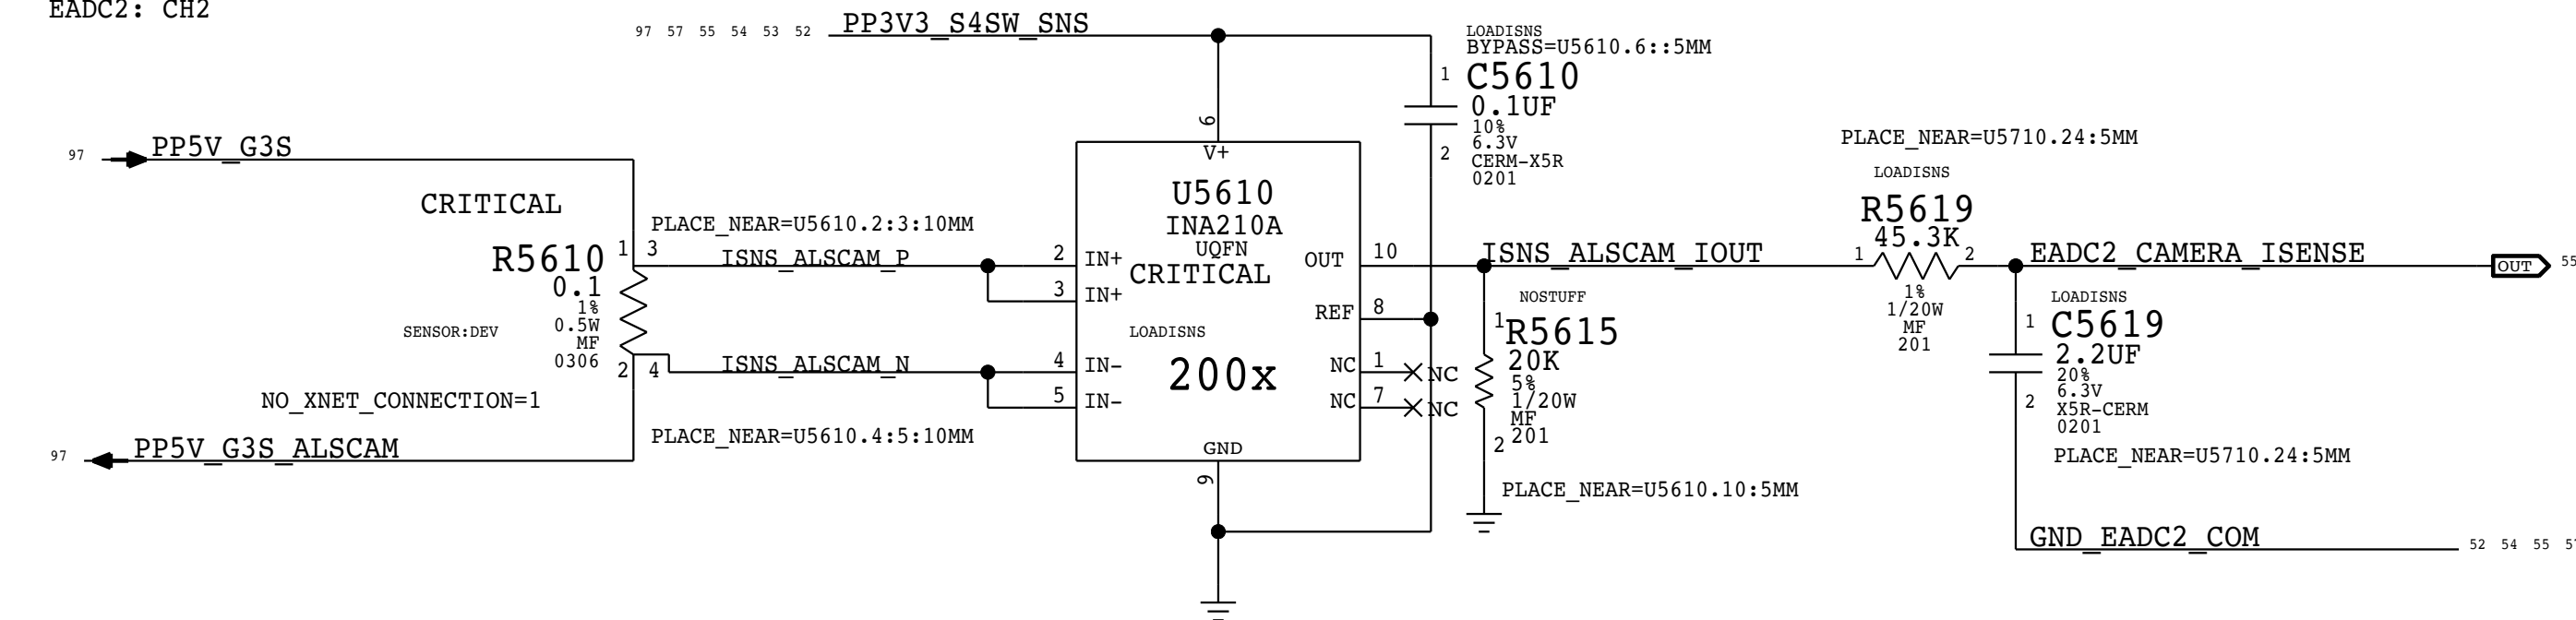 EADC2: CH2
97 57 55 54 53 52 PP3V3_S4SW_SNS
LOADISNS
BYPASS=U5610.6::5MM
1 C5610
0.1UF
10%
6.3V
2 CERM-X5R
0201
97 PP5V_G3S
CRITICAL
R5610
0.1
1%
0.5W
MF
0306
1 3
2 4
SENSOR:DEV
NO_XNET_CONNECTION=1
97 PP5V_G3S_ALSCAM
PLACE_NEAR=U5610.2:3:10MM
ISNS_ALSCAM_P
ISNS_ALSCAM_N
PLACE_NEAR=U5610.4:5:10MM
6
V+
U5610
INA210A
UQFN
CRITICAL
LOADISNS
200x
2 IN+
3 IN+
4 IN-
5 IN-
OUT 10
REF 8
NC 1 NC
NC 7 NC
GND
9
ISNS_ALSCAM_IOUT
NOSTUFF
1 R5615
20K
5%
1/20W
MF
2 201
PLACE_NEAR=U5610.10:5MM
PLACE_NEAR=U5710.24:5MM
LOADISNS
R5619
1 45.3K 2
1%
1/20W
MF
201
EADC2_CAMERA_ISENSE
OUT 55
LOADISNS
1 C5619
2.2UF
20%
6.3V
2 X5R-CERM
0201
PLACE_NEAR=U5710.24:5MM
GND_EADC2_COM 52 54 55